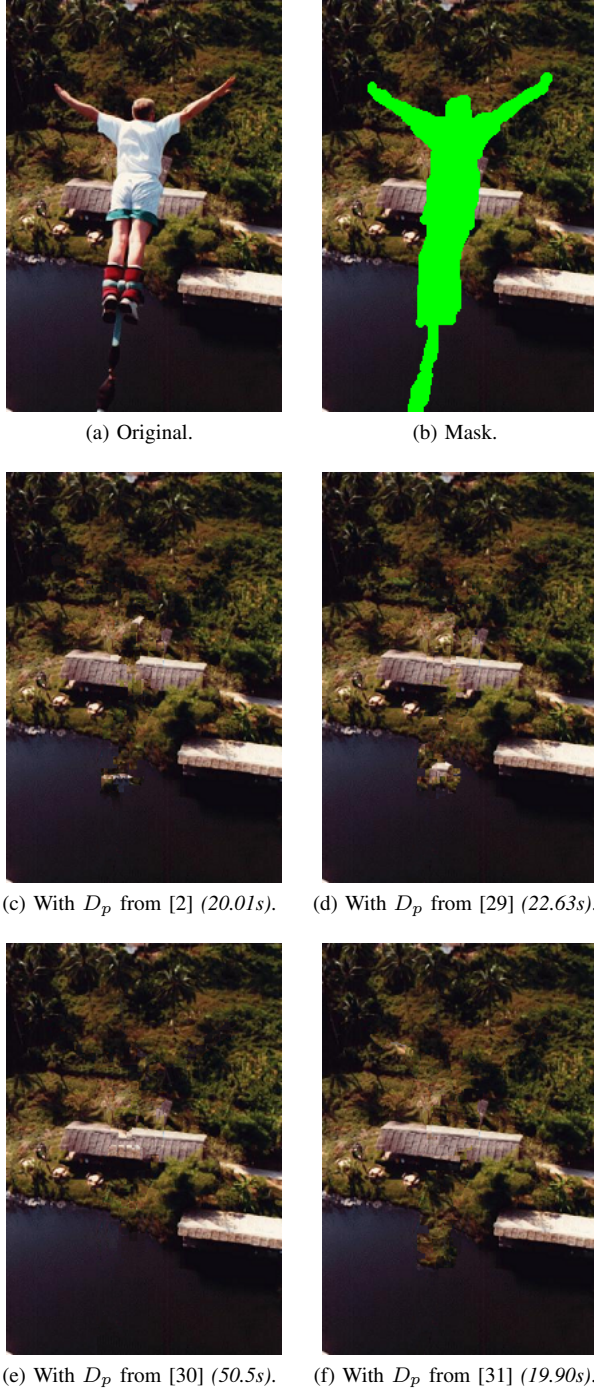 (a) Original.
(b) Mask.
(c) With D_p from [2] (20.01s).
(d) With D_p from [29] (22.63s).
(e) With D_p from [30] (50.5s).
(f) With D_p from [31] (19.90s).